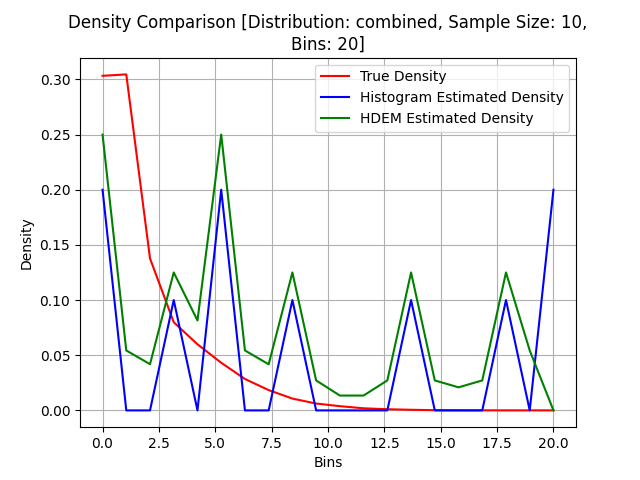 Density Comparison [Distribution: combined, Sample Size: 10,
Bins: 20]
True Density
Histogram Estimated Density
HDEM Estimated Density
Density
0.30
0.25
0.20
0.15
0.10
0.05
0.00
0.0 2.5 5.0 7.5 10.0 12.5 15.0 17.5 20.0
Bins